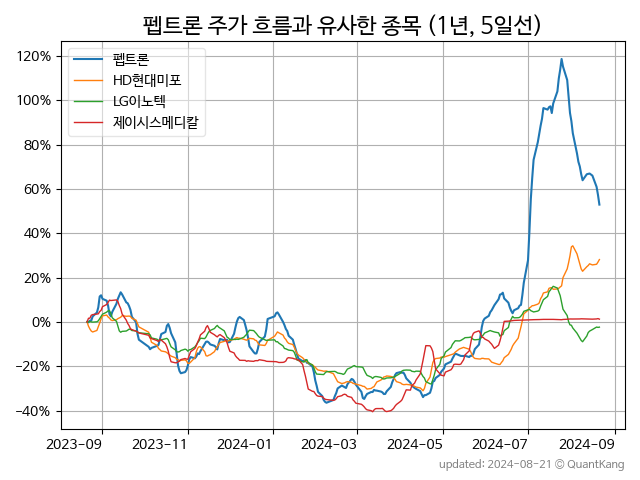 펩트론 주가 흐름과 유사한 종목 (1년, 5일선)
펩트론
HD현대미포
LG이노텍
제이시스메디칼
120%
100%
80%
60%
40%
20%
0%
−20%
−40%
2023-09 2023-11 2024-01 2024-03 2024-05 2024-07 2024-09
updated: 2024-08-21 © QuantKang